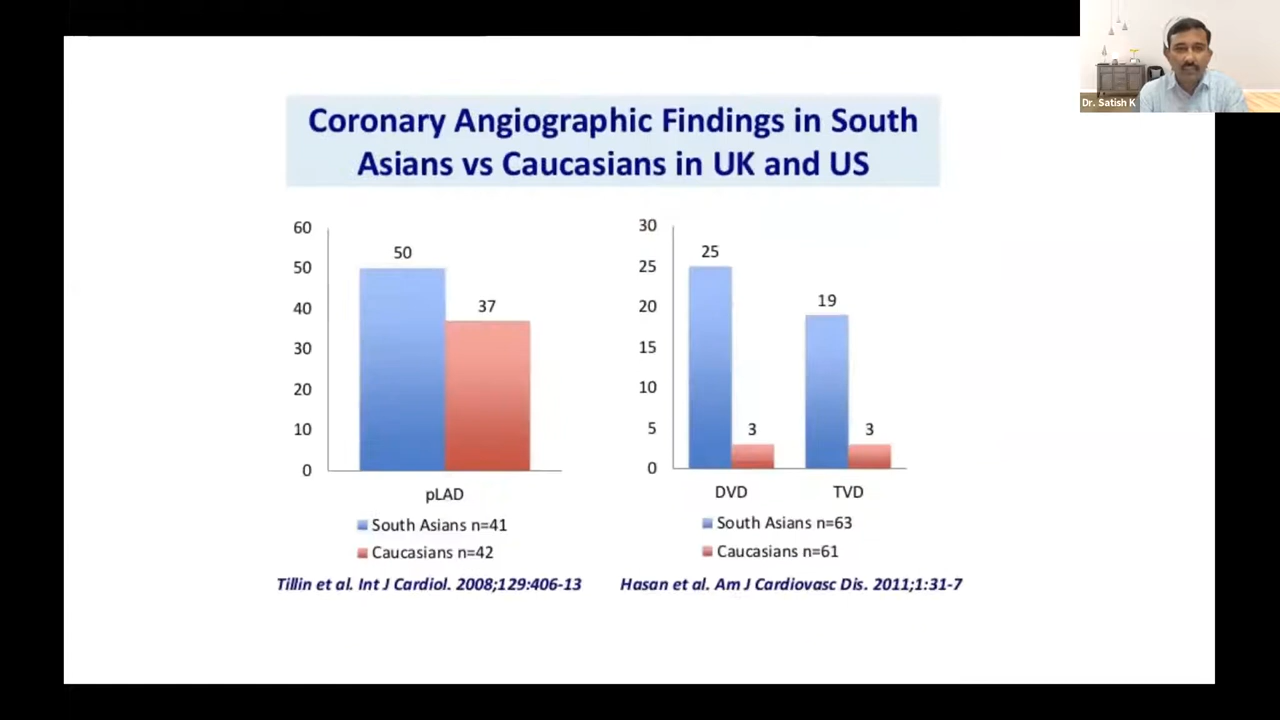 Dr. Satish K
Coronary Angiographic Findings in South
Asians vs Caucasians in UK and US
60
50
40
30
20
10
0
50
37
pLAD
South Asians n=41
Caucasians n=42
Tillin et al. Int J Cardiol. 2008;129:406-13
30
25
20
15
10
5
0
25
3
19
3
DVD
TVD
South Asians n=63
Caucasians n=61
Hasan et al. Am J Cardiovasc Dis. 2011;1:31-7